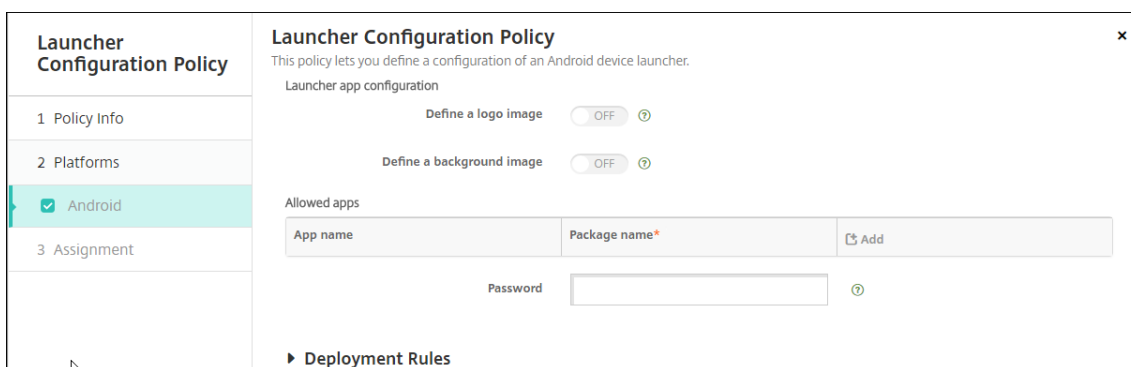 Launcher
Configuration Policy
1 Policy Info
2 Platforms
Android
3 Assignment
Launcher Configuration Policy
This policy lets you define a configuration of an Android device launcher.
Launcher app configuration
Define a logo image OFF
Define a background image OFF
Allowed apps
App name Package name* Add
Password
Deployment Rules